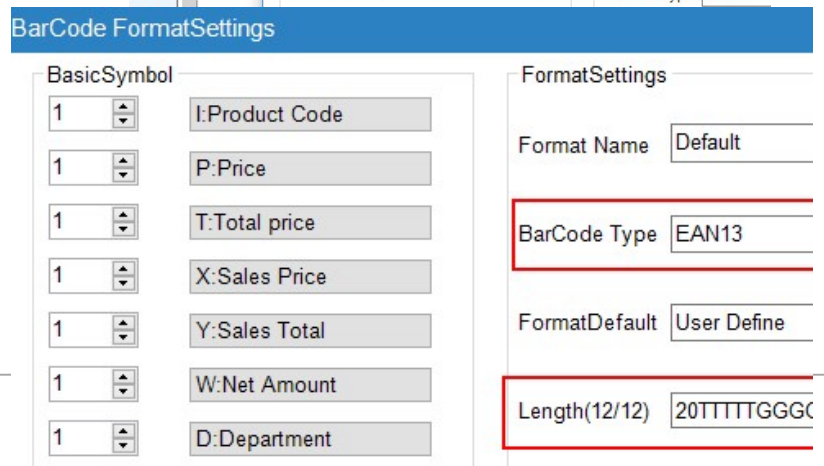 BarCode FormatSettings
BasicSymbol
1 I:Product Code
1 P:Price
1 T:Total price
1 X:Sales Price
1 Y:Sales Total
1 W:Net Amount
1 D:Department
FormatSettings
Format Name Default
BarCode Type EAN13
FormatDefault User Define
Length(12/12)